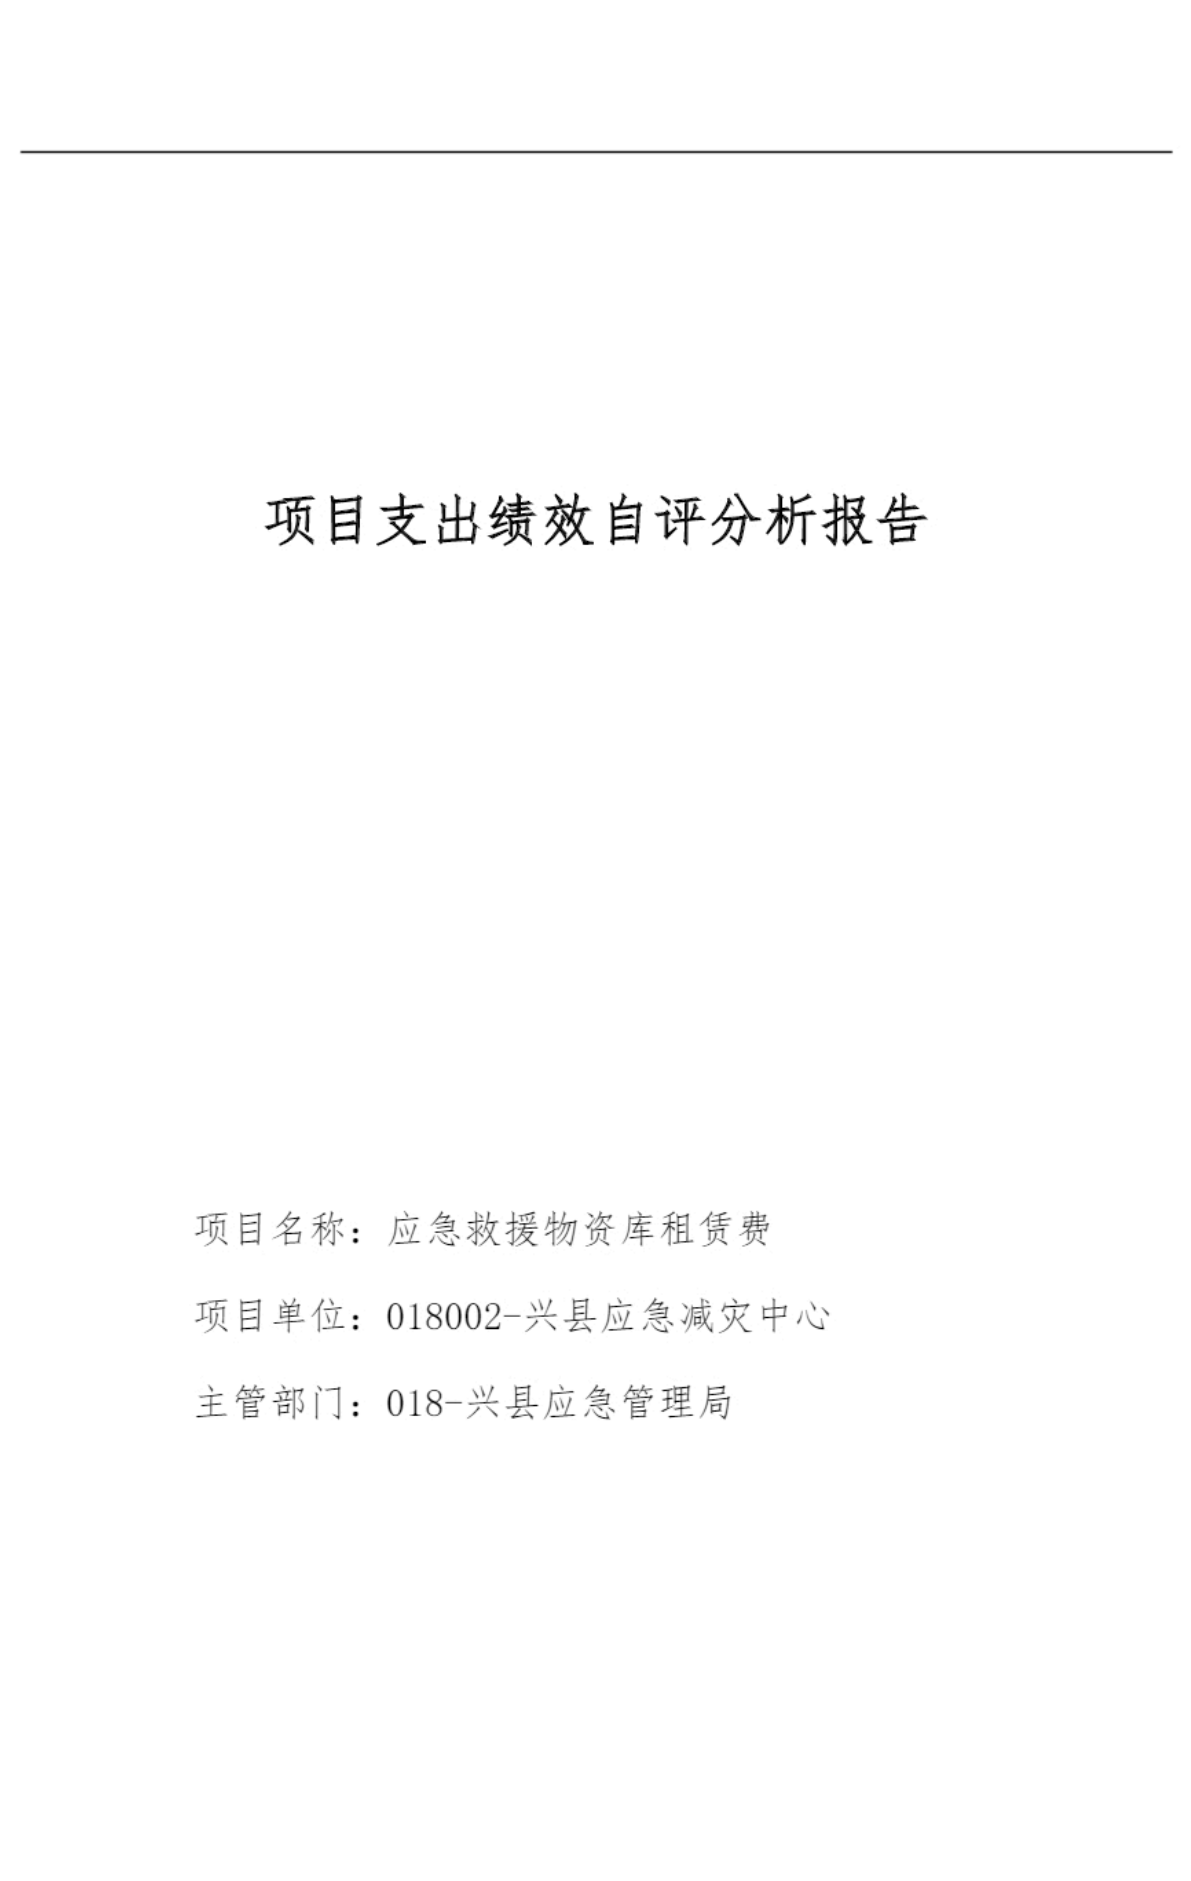 项目支出绩效自评分析报告
项目名称：应急救援物资库租赁费
项目单位：018002-兴县应急减灾中心
主管部门：018-兴县应急管理局